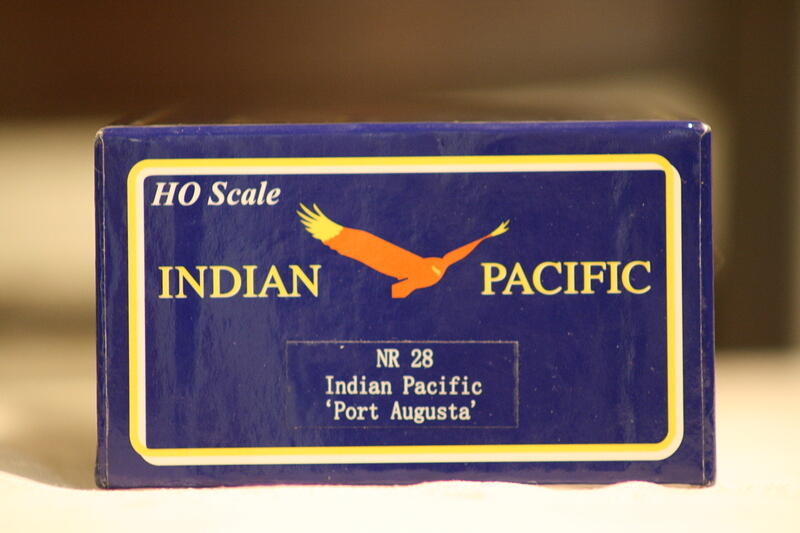 HO Scale
INDIAN PACIFIC
NR 28
Indian Pacific
‘Port Augusta’